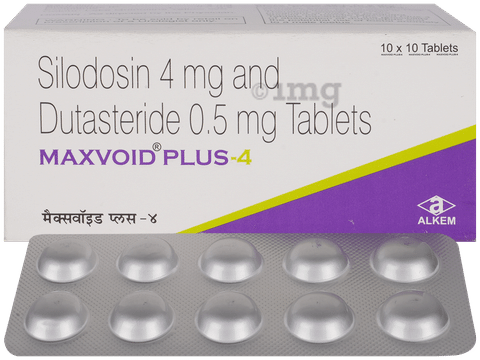 10 x 10 Tablets
Silodosin 4 mg and
©1mg
Dutasteride 0.5 mg Tablets
MAXVOID® PLUS-4
मैक्सवॉइड प्लस -४
a
ALKEM